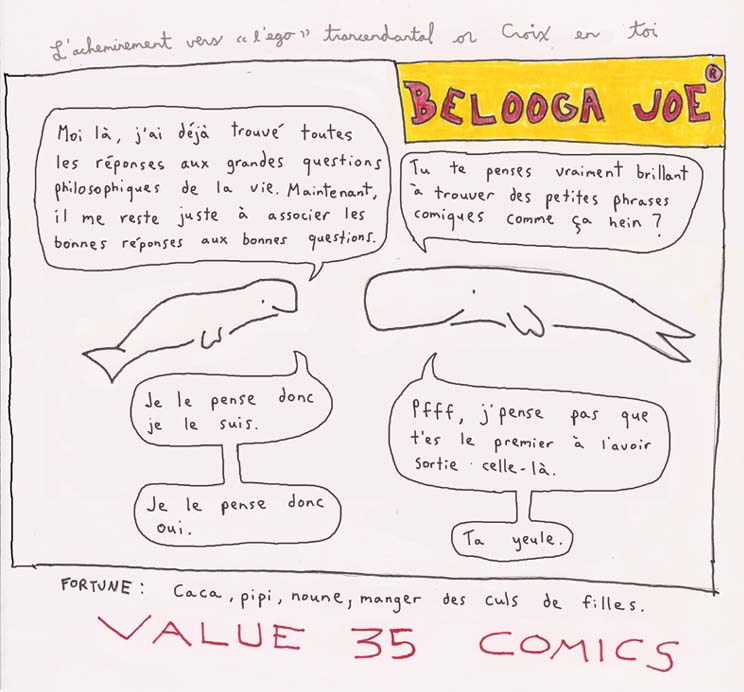 L'achemirement vers "l'ego" trancendantal or Croix en toi
BELOOGA JOE®
Moi là, j'ai déjà trouvé toutes
les réponses aux grandes questions
philosophiques de la vie. Maintenant,
il me reste juste à associer les
bonnes réponses aux bonnes questions.
Tu te penses vraiment brillant
à trouver des petites phrases
comiques comme ça hein ?
Je le pense donc
je le suis.
Je le pense donc
oui.
Pfff, j'pense pas que
t'es le premier à l'avoir
sortie celle-là.
Ta yeule.
FORTUNE : Caca, pipi, noune, manger des culs de filles.
VALUE 35 COMICS